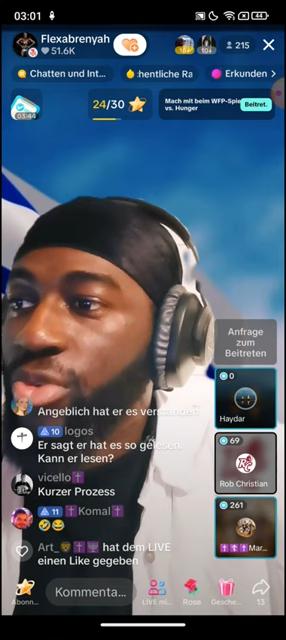 03:01
44
Flexabrenyah
51.6K
215
Chatten und Int...
:hentliche Ra
Erkunden >
03:44
24/30
Mach mit beim WFP-Spie
vs. Hunger
Beitret.
Anfrage
zum
Beitreten
0
Haydar
69
Rob Christian
261
Mar...
Angeblich hat er es verstanden
10 logos
Er sagt er hat es so gelesen.
Kann er lesen?
vicello
Kurzer Prozess
11 Komal
Art_ hat dem LIVE
einen Like gegeben
Abonn...
Kommenta...
LIVE mi...
Rose
Gesche...
13